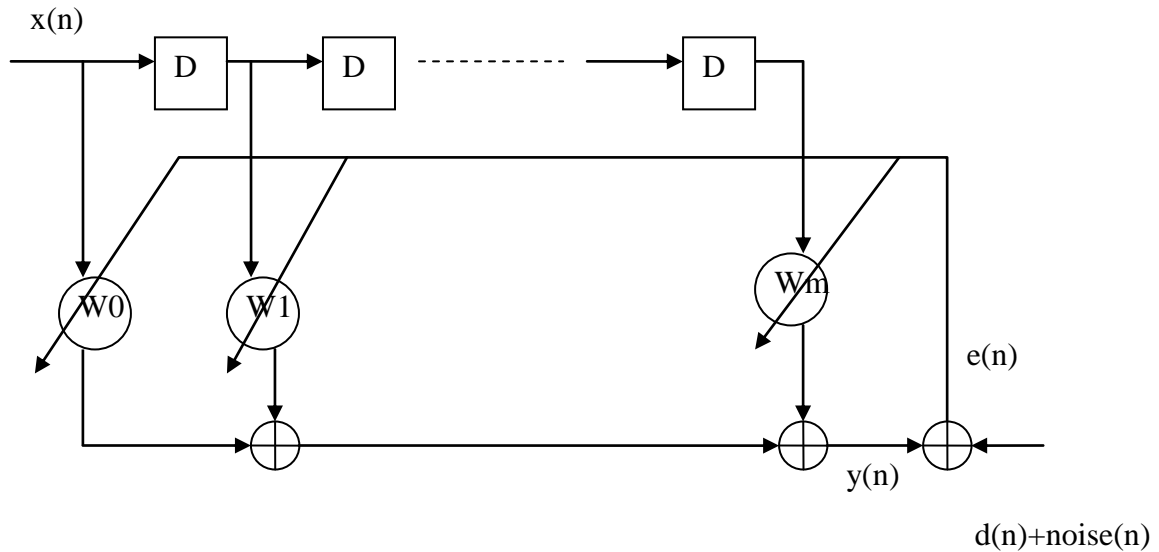 x(n)
D D D
W0 W1 Wm
e(n)
y(n)
d(n)+noise(n)